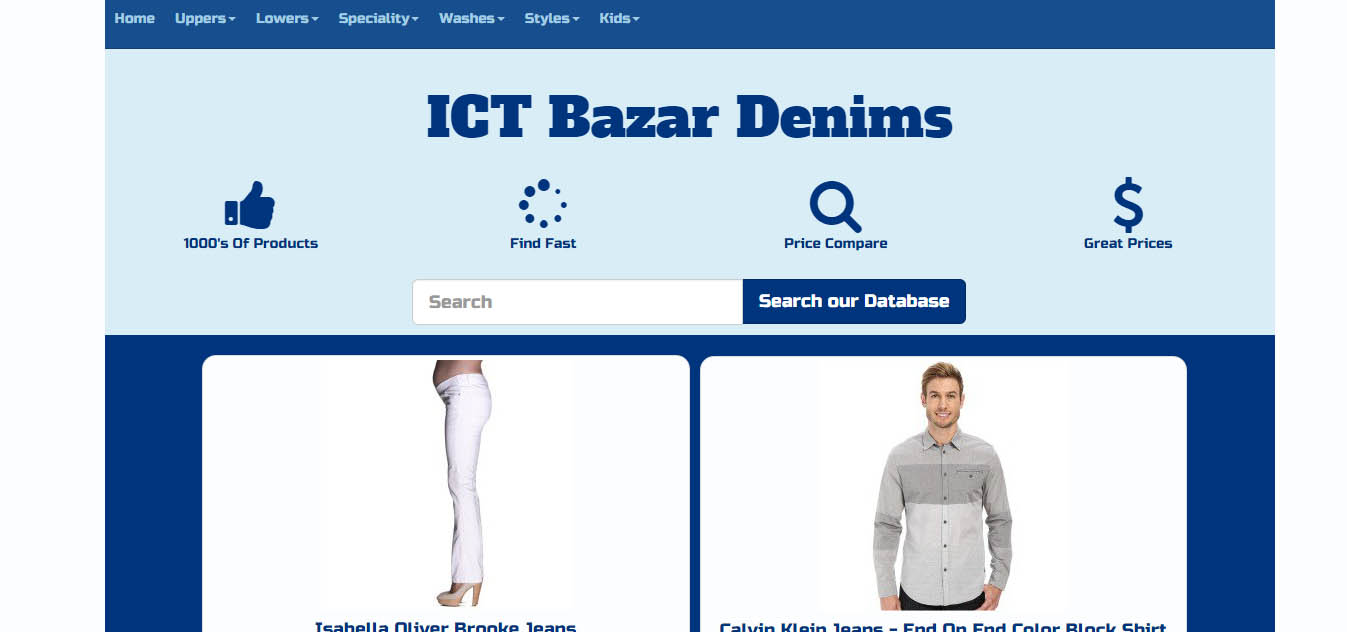 Home Uppers Lowers Speciality Washes Styles Kids
ICT Bazar Denims
1000's Of Products Find Fast Price Compare Great Prices
Search Search our Database
Isabella Oliver Brooke Jeans Calvin Klein Jeans - End On End Color Block Shirt